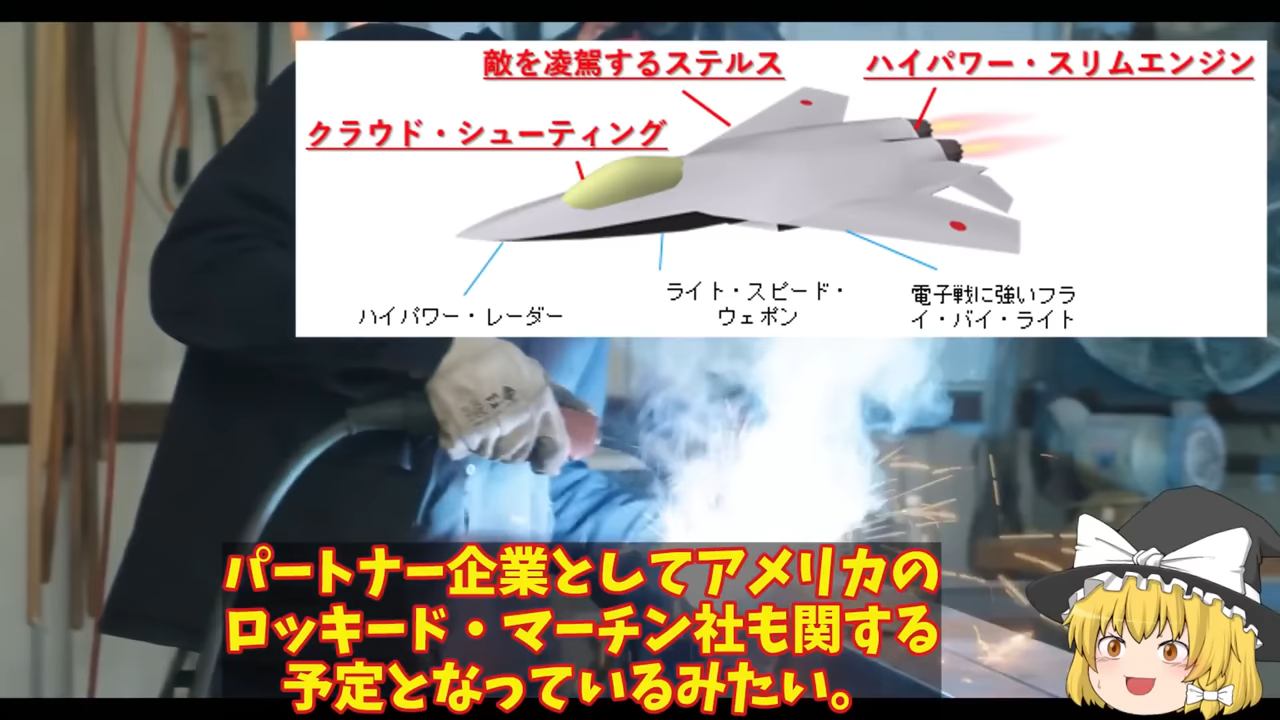 敵を凌駕するステルス
ハイパワー・スリムエンジン
クラウド・シューティング
ハイパワー・レーダー
ライト・スピード・
ウェポン
電子戦に強いフラ
イ・バイ・ライト
パートナー企業としてアメリカの
ロッキード・マーチン社も関する
予定となっているみたい。